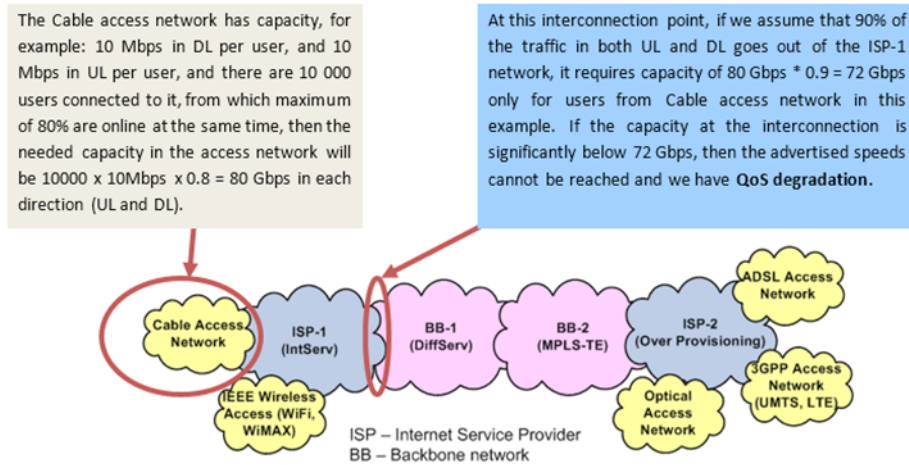 The Cable access network has capacity, for
example: 10 Mbps in DL per user, and 10
Mbps in UL per user, and there are 10 000
users connected to it, from which maximum
of 80% are online at the same time, then the
needed capacity in the access network will
be 10000 x 10Mbps x 0.8 = 80 Gbps in each
direction (UL and DL).
At this interconnection point, if we assume that 90% of
the traffic in both UL and DL goes out of the ISP-1
network, it requires capacity of 80 Gbps * 0.9 = 72 Gbps
only for users from Cable access network in this
example. If the capacity at the interconnection is
significantly below 72 Gbps, then the advertised speeds
cannot be reached and we have QoS degradation.
Cable Access
Network
ISP-1
(IntServ)
IEEE Wireless
Access (WiFi,
WiMAX)
BB-1
(DiffServ)
BB-2
(MPLS-TE)
ISP-2
(Over Provisioning)
ADSL Access
Network
3GPP Access
Network
(UMTS, LTE)
Optical
Access
Network
ISP – Internet Service Provider
BB – Backbone network